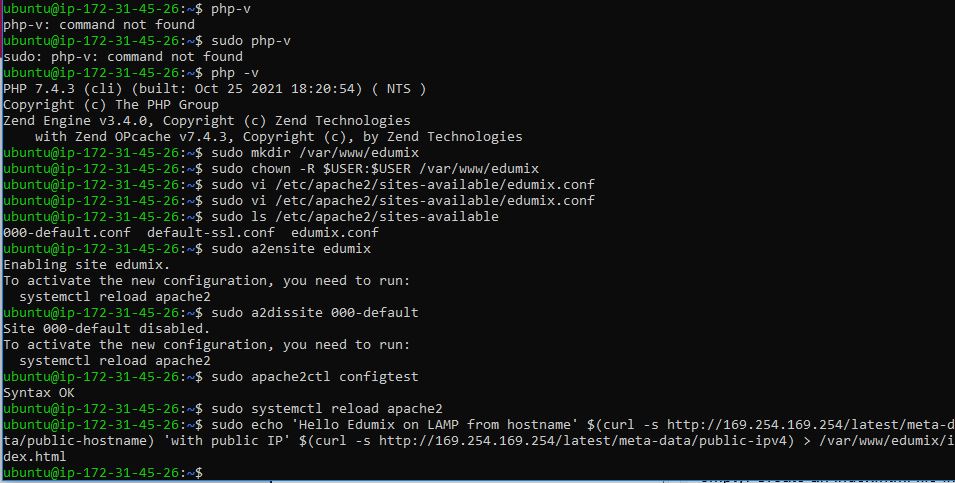 ubuntu@ip-172-31-45-26:~$ php-v
php-v: command not found
ubuntu@ip-172-31-45-26:~$ sudo php-v
sudo: php-v: command not found
ubuntu@ip-172-31-45-26:~$ php -v
PHP 7.4.3 (cli) (built: Oct 25 2021 18:20:54) ( NTS )
Copyright (c) The PHP Group
Zend Engine v3.4.0, Copyright (c) Zend Technologies
    with Zend OPcache v7.4.3, Copyright (c), by Zend Technologies
ubuntu@ip-172-31-45-26:~$ sudo mkdir /var/www/edumix
ubuntu@ip-172-31-45-26:~$ sudo chown -R $USER:$USER /var/www/edumix
ubuntu@ip-172-31-45-26:~$ sudo vi /etc/apache2/sites-available/edumix.conf
ubuntu@ip-172-31-45-26:~$ sudo vi /etc/apache2/sites-available/edumix.conf
ubuntu@ip-172-31-45-26:~$ sudo ls /etc/apache2/sites-available
000-default.conf  default-ssl.conf  edumix.conf
ubuntu@ip-172-31-45-26:~$ sudo a2ensite edumix
Enabling site edumix.
To activate the new configuration, you need to run:
  systemctl reload apache2
ubuntu@ip-172-31-45-26:~$ sudo a2dissite 000-default
Site 000-default disabled.
To activate the new configuration, you need to run:
  systemctl reload apache2
ubuntu@ip-172-31-45-26:~$ sudo apache2ctl configtest
Syntax OK
ubuntu@ip-172-31-45-26:~$ sudo systemctl reload apache2
ubuntu@ip-172-31-45-26:~$ sudo echo 'Hello Edumix on LAMP from hostname' $(curl -s http://169.254.169.254/latest/meta-d
ta/public-hostname) 'with public IP' $(curl -s http://169.254.169.254/latest/meta-data/public-ipv4) > /var/www/edumix/i
dex.html
ubuntu@ip-172-31-45-26:~$